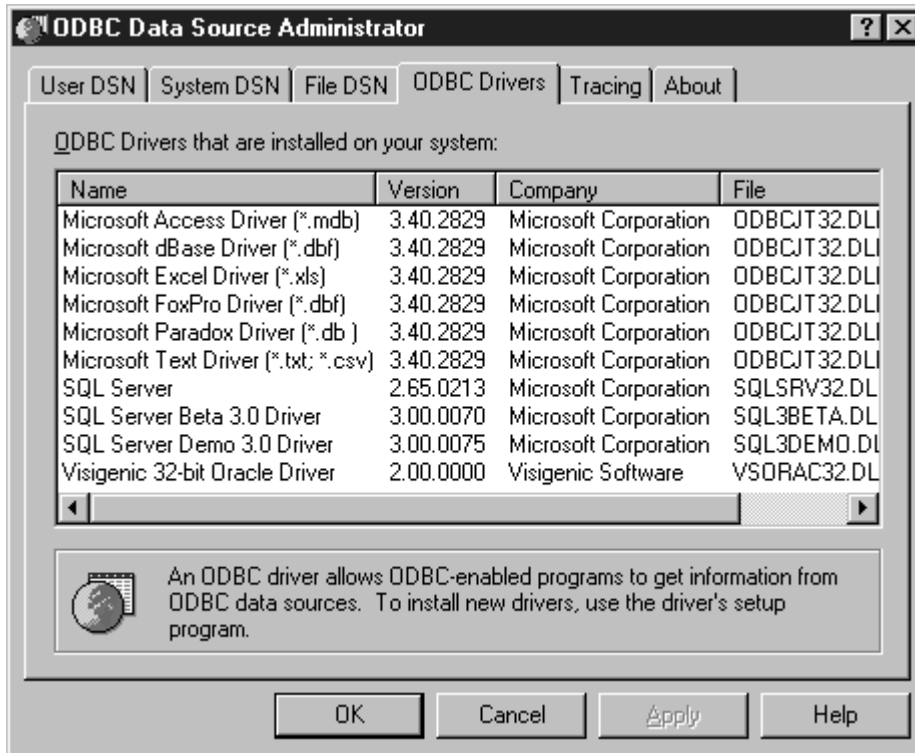 ODBC Data Source Administrator
User DSN System DSN File DSN ODBC Drivers Tracing About
ODBC Drivers that are installed on your system:
Name Version Company File
Microsoft Access Driver (*.mdb) 3.40.2829 Microsoft Corporation ODBCJT32.DLL
Microsoft dBase Driver (*.dbf) 3.40.2829 Microsoft Corporation ODBCJT32.DLL
Microsoft Excel Driver (*.xls) 3.40.2829 Microsoft Corporation ODBCJT32.DLL
Microsoft FoxPro Driver (*.dbf) 3.40.2829 Microsoft Corporation ODBCJT32.DLL
Microsoft Paradox Driver (*.db ) 3.40.2829 Microsoft Corporation ODBCJT32.DLL
Microsoft Text Driver (*.txt; *.csv) 3.40.2829 Microsoft Corporation ODBCJT32.DLL
SQL Server 2.65.0213 Microsoft Corporation SQLSRV32.DL
SQL Server Beta 3.0 Driver 3.00.0070 Microsoft Corporation SQL3BETA.DL
SQL Server Demo 3.0 Driver 3.00.0075 Microsoft Corporation SQL3DEMO.DL
Visigenic 32-bit Oracle Driver 2.00.0000 Visigenic Software VSORAC32.DL
An ODBC driver allows ODBC-enabled programs to get information from
ODBC data sources. To install new drivers, use the driver's setup
program.
OK Cancel Apply Help